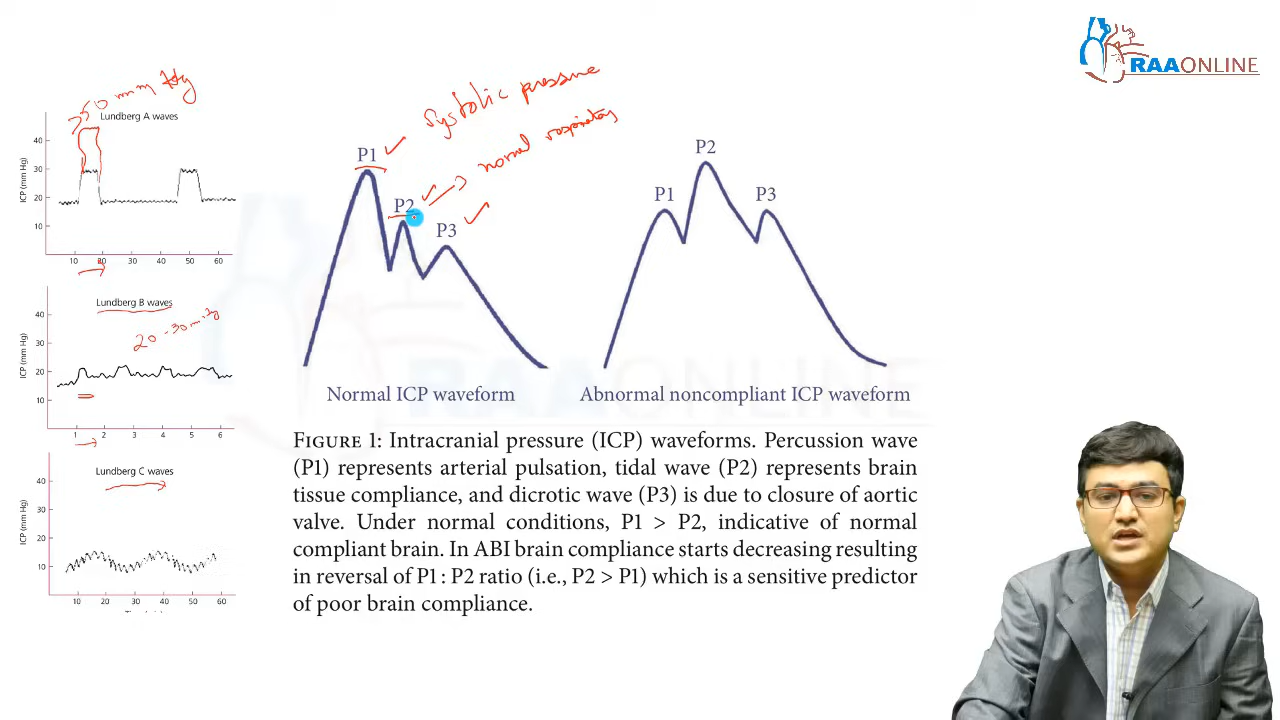 RAAONLINE
>50 mm Hg
Lundberg A waves
ICP (mm Hg)
40
30
20
10
10 20 30 40 50 60
Lundberg B waves
20-30 mmHg
ICP (mm Hg)
40
30
20
10
1 2 3 4 5 6
Lundberg C waves
ICP (mm Hg)
40
30
20
10
10 20 30 40 50 60
systolic pressure
normal respiratory
P1
P2
P3
Normal ICP waveform
P1
P2
P3
Abnormal noncompliant ICP waveform
RAAONLINE
FIGURE 1: Intracranial pressure (ICP) waveforms. Percussion wave
(P1) represents arterial pulsation, tidal wave (P2) represents brain
tissue compliance, and dicrotic wave (P3) is due to closure of aortic
valve. Under normal conditions, P1 > P2, indicative of normal
compliant brain. In ABI brain compliance starts decreasing resulting
in reversal of P1 : P2 ratio (i.e., P2 > P1) which is a sensitive predictor
of poor brain compliance.